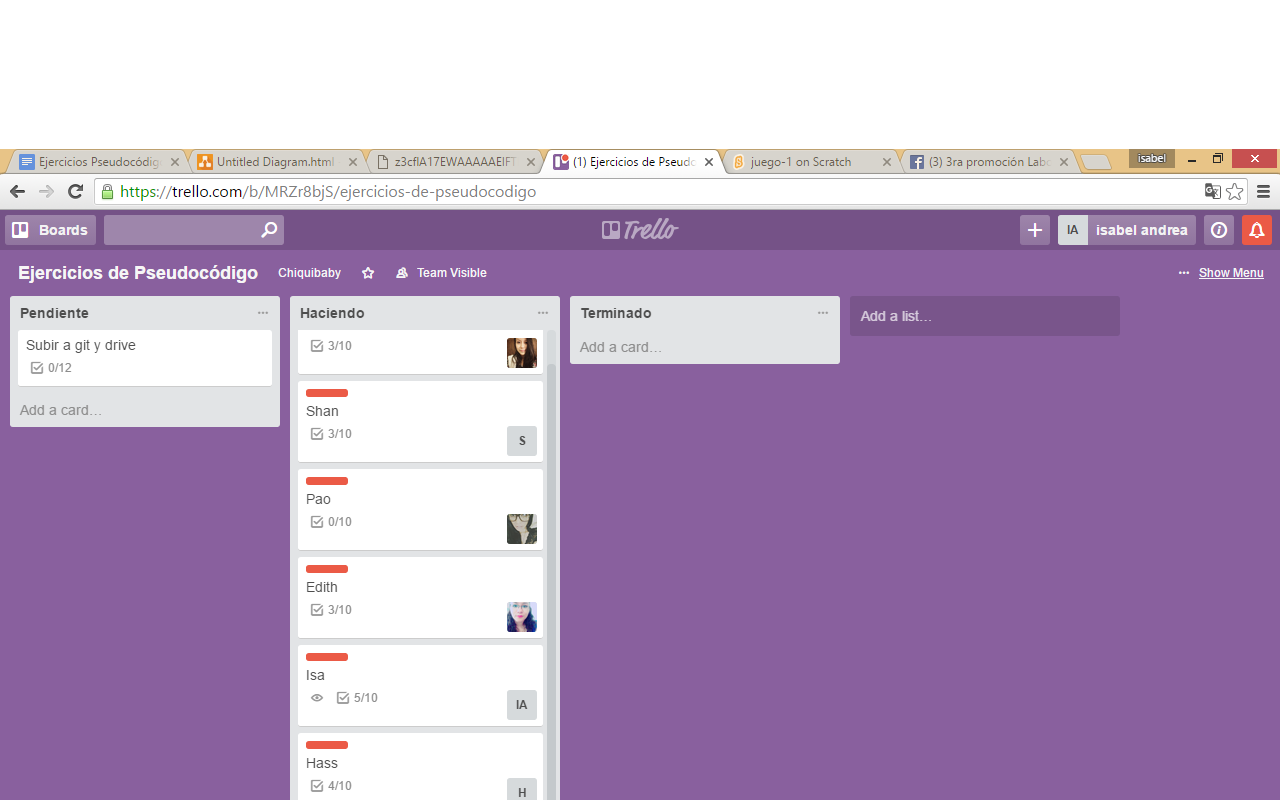 Ejercicios Pseudocódig
Untitled Diagram.html
z3cflA17EWAAAAAElFT
(1) Ejercicios de Pseudo
juego-1 on Scratch
(3) 3ra promoción Labo
isabel
https://trello.com/b/MRZr8bjS/ejercicios-de-pseudocodigo
Boards
Trello
IA
isabel andrea
Ejercicios de Pseudocódigo
Chiquibaby
Team Visible
Show Menu
Pendiente
Subir a git y drive
0/12
Add a card…
Haciendo
3/10
Shan
3/10
S
Pao
0/10
Edith
3/10
Isa
5/10
IA
Hass
4/10
H
Terminado
Add a card…
Add a list…